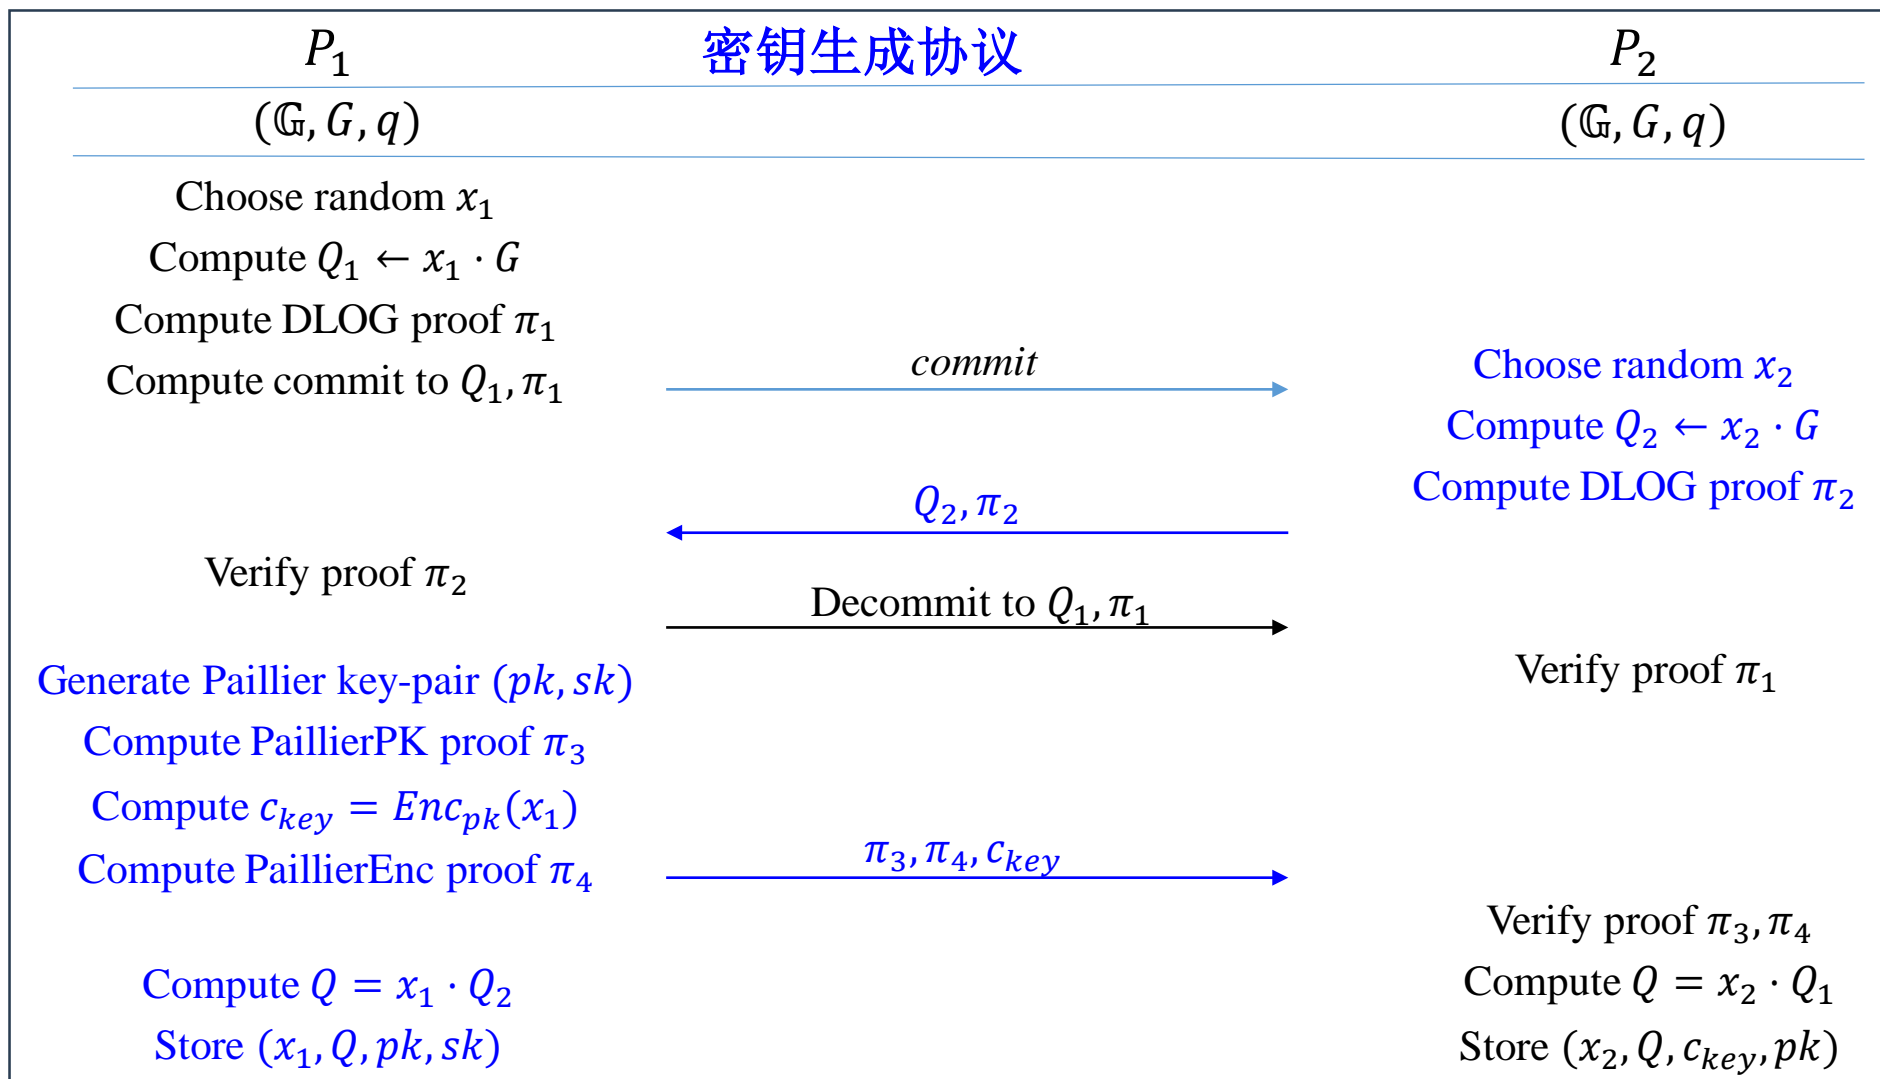 P₁ 密钥生成协议 P₂
(𝔾, G, q) (𝔾, G, q)
Choose random x₁
Compute Q₁ ← x₁ · G
Compute DLOG proof π₁
Compute commit to Q₁, π₁
commit
Choose random x₂
Compute Q₂ ← x₂ · G
Compute DLOG proof π₂
Q₂, π₂
Verify proof π₂
Decommit to Q₁, π₁
Verify proof π₁
Generate Paillier key-pair (pk, sk)
Compute PaillierPK proof π₃
Compute c_key = Enc_pk(x₁)
Compute PaillierEnc proof π₄
π₃, π₄, c_key
Verify proof π₃, π₄
Compute Q = x₁ · Q₂
Compute Q = x₂ · Q₁
Store (x₁, Q, pk, sk)
Store (x₂, Q, c_key, pk)